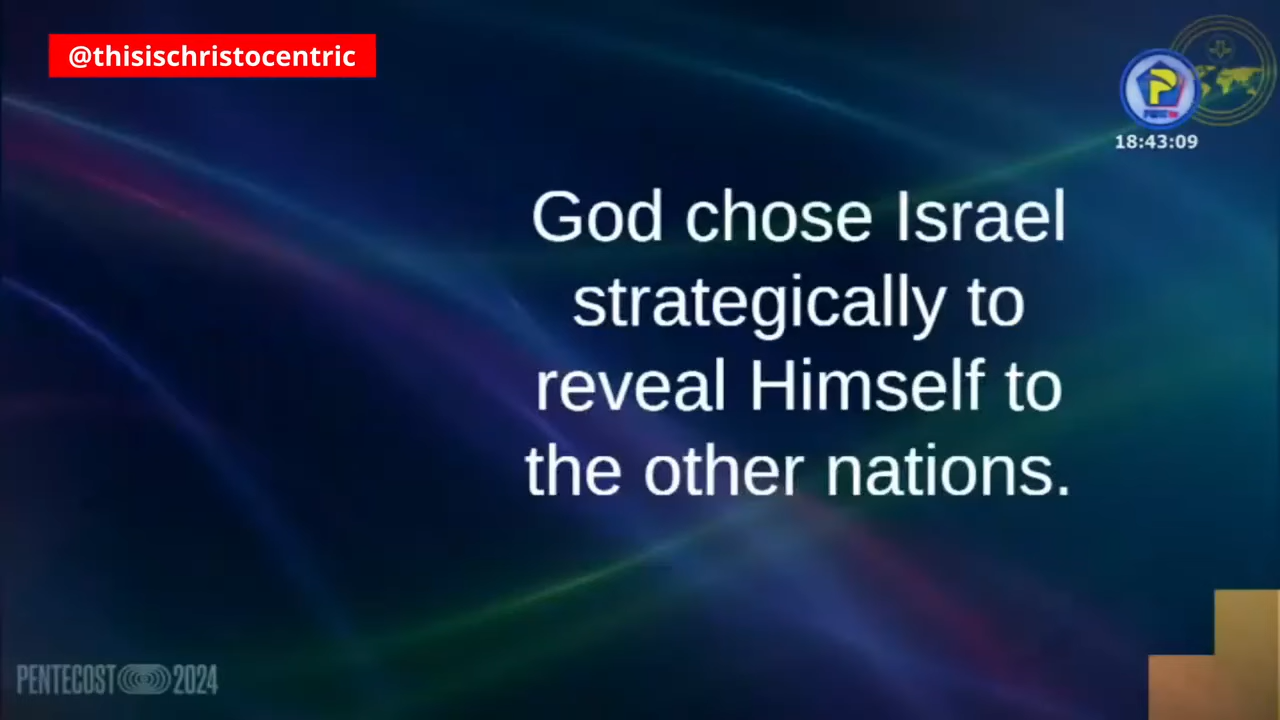 @thisischristocentric
18:43:09
God chose Israel
strategically to
reveal Himself to
the other nations.
PENTECOST 2024